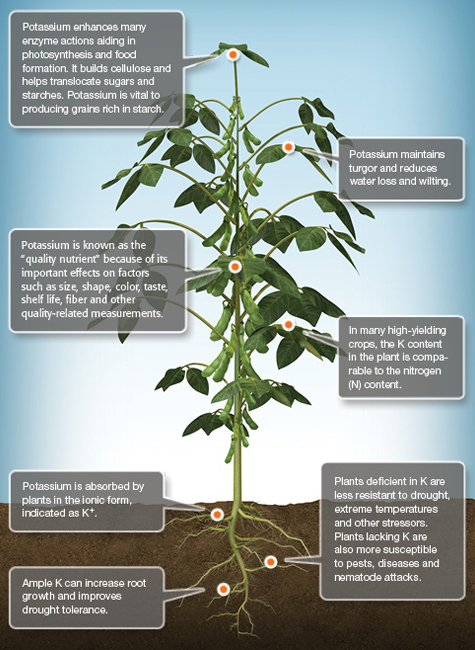 Potassium enhances many
enzyme actions aiding in
photosynthesis and food
formation. It builds cellulose and
helps translocate sugars and
starches. Potassium is vital to
producing grains rich in starch.
Potassium maintains
turgor and reduces
water loss and wilting.
Potassium is known as the
“quality nutrient” because of its
important effects on factors
such as size, shape, color, taste,
shelf life, fiber and other
quality-related measurements.
In many high-yielding
crops, the K content
in the plant is compa-
rable to the nitrogen
(N) content.
Potassium is absorbed by
plants in the ionic form,
indicated as K+.
Plants deficient in K are
less resistant to drought,
extreme temperatures
and other stressors.
Plants lacking K are
also more susceptible
to pests, diseases and
nematode attacks.
Ample K can increase root
growth and improves
drought tolerance.